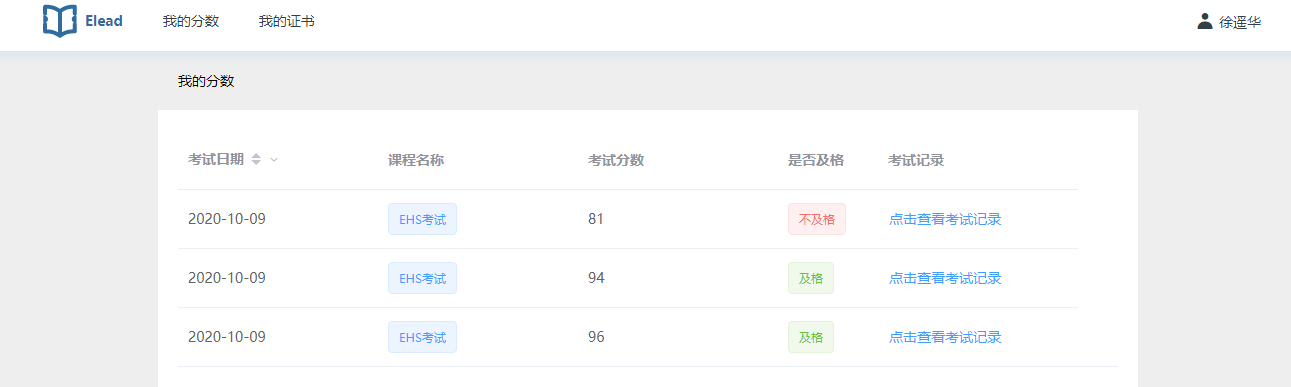 Elead 我的分数 我的证书 徐遥华
我的分数
考试日期 课程名称 考试分数 是否及格 考试记录
2020-10-09 EHS考试 81 不及格 点击查看考试记录
2020-10-09 EHS考试 94 及格 点击查看考试记录
2020-10-09 EHS考试 96 及格 点击查看考试记录